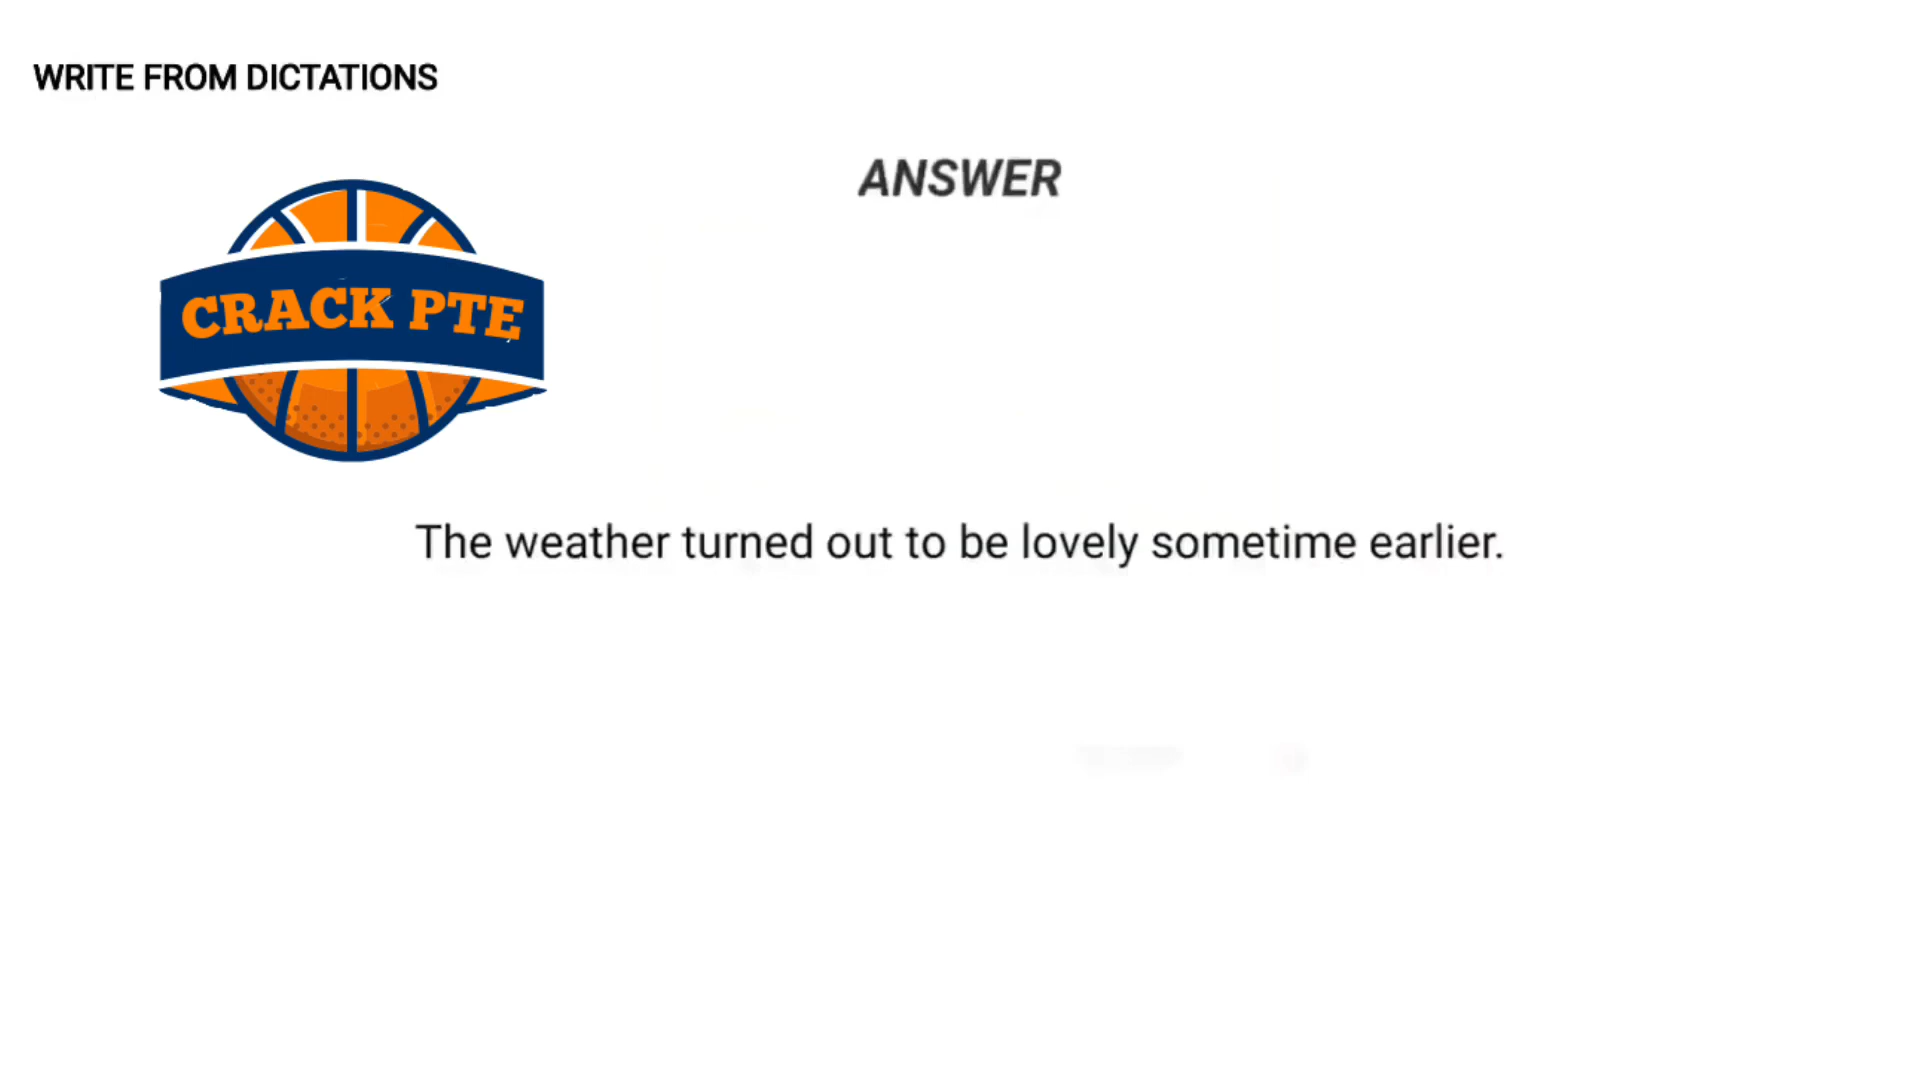 WRITE FROM DICTATIONS
ANSWER
CRACK PTE
The weather turned out to be lovely sometime earlier.